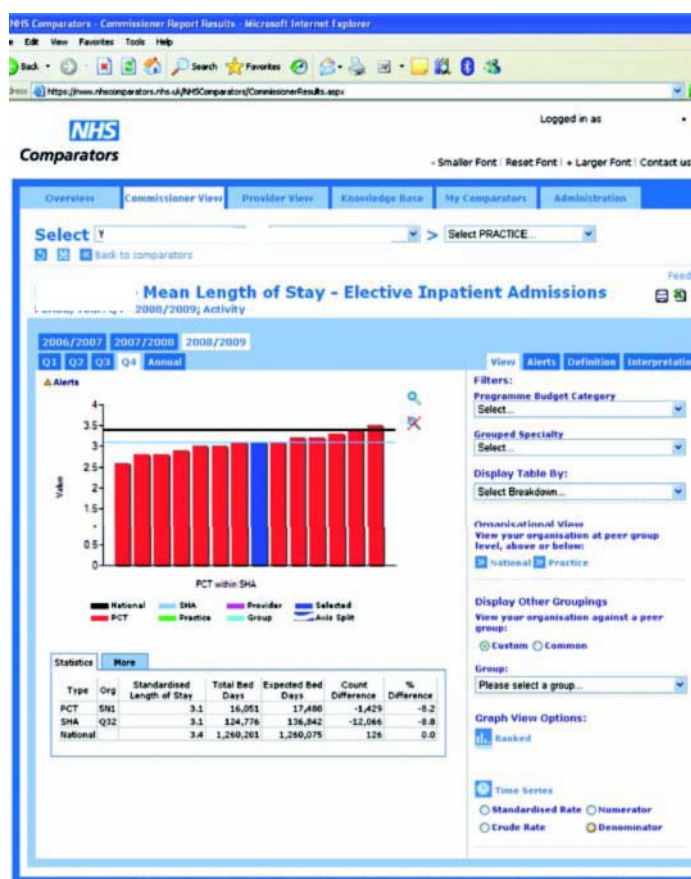 NHS Comparators - Commissioner Report Results - Microsoft Internet Explorer
Edit View Favorites Tools Help
Back Search Favorites
https://www.nhscomparators.nhs.uk/NHSComparators/CommissionerResults.aspx
Logged in as
NHS
Comparators
- Smaller Font | Reset Font | + Larger Font | Contact us
Overview Commissioner View Provider View Knowledge Base My Comparators Administration
Select Y > Select PRACTICE...
Back to comparators
Feed
Mean Length of Stay - Elective Inpatient Admissions
2008/2009; Activity
2006/2007 2007/2008 2008/2009
Q1 Q2 Q3 Q4 Annual
View Alerts Definition Interpretatio
Alerts
Filters:
Programme Budget Category
Select...
Grouped Specialty
Select...
Display Table By:
Select Breakdown...
Organisational View
View your organisation at peer group
level, above or below:
National Practice
Display Other Groupings
View your organisation against a peer
group:
Custom Common
Group:
Please select a group...
Graph View Options:
Ranked
Time Series
Standardised Rate Numerator
Crude Rate Denominator
4
3.5
3
2.5
2
1.5
0.5
0
Value
PCT within SHA
National SHA Provider Selected
PCT Practice Group Axis Split
Statistics More
Type Org Standardised Length of Stay Total Bed Days Expected Bed Days Count Difference % Difference
PCT 5N1 3.1 16,051 17,480 -1,429 -8.2
SHA Q32 3.1 124,776 136,842 -12,066 -8.8
National 3.4 1,260,201 1,260,075 126 0.0